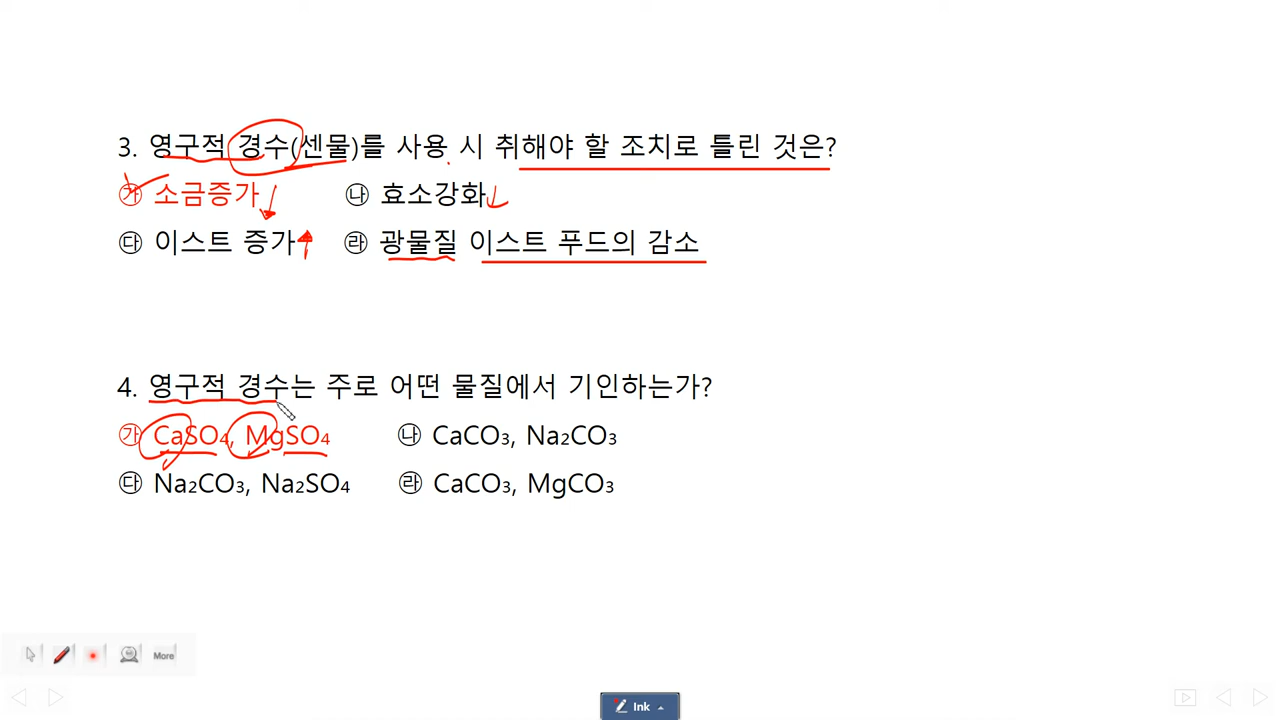 3. 영구적 경수(센물)를 사용 시 취해야 할 조치로 틀린 것은?
㉮ 소금증가 ㉯ 효소강화
㉰ 이스트 증가 ㉱ 광물질 이스트 푸드의 감소
4. 영구적 경수는 주로 어떤 물질에서 기인하는가?
㉮ CaSO₄, MgSO₄ ㉯ CaCO₃, Na₂CO₃
㉰ Na₂CO₃, Na₂SO₄ ㉱ CaCO₃, MgCO₃
More
Ink